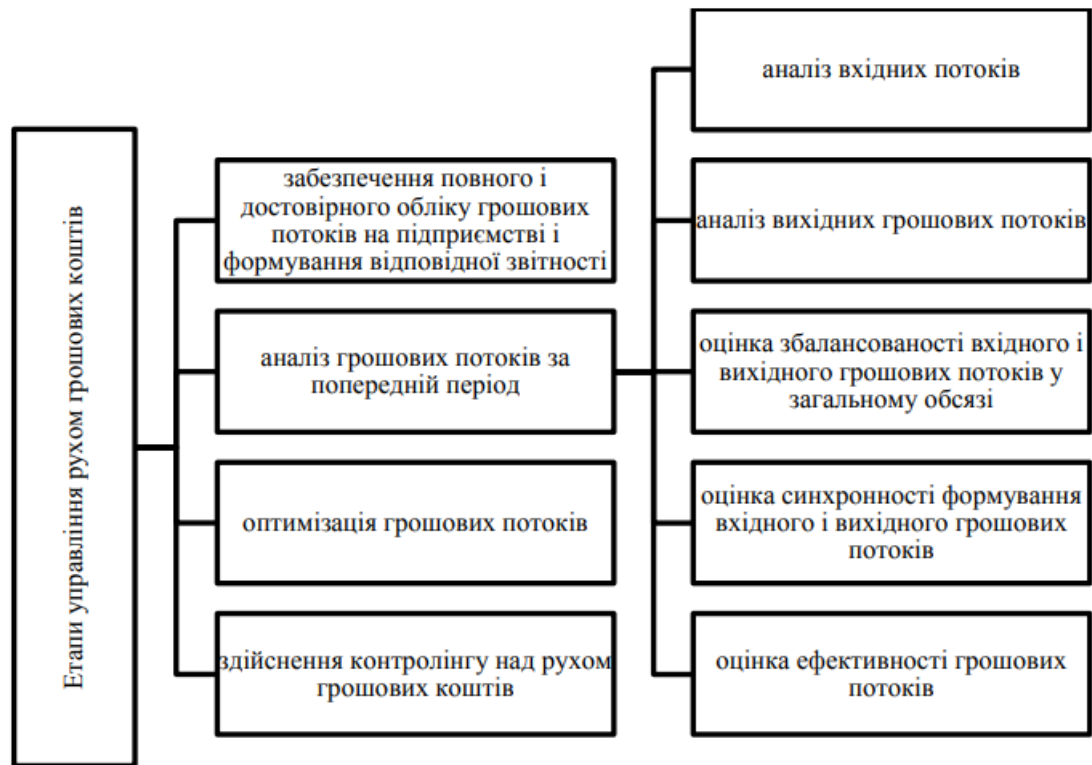 Етапи управління рухом грошових коштів
забезпечення повного і
достовірного обліку грошових
потоків на підприємстві і
формування відповідної звітності
аналіз грошових потоків за
попередній період
оптимізація грошових потоків
здійснення контролінгу над рухом
грошових коштів
аналіз вхідних потоків
аналіз вихідних грошових потоків
оцінка збалансованості вхідного і
вихідного грошових потоків у
загальному обсязі
оцінка синхронності формування
вхідного і вихідного грошових
потоків
оцінка ефективності грошових
потоків